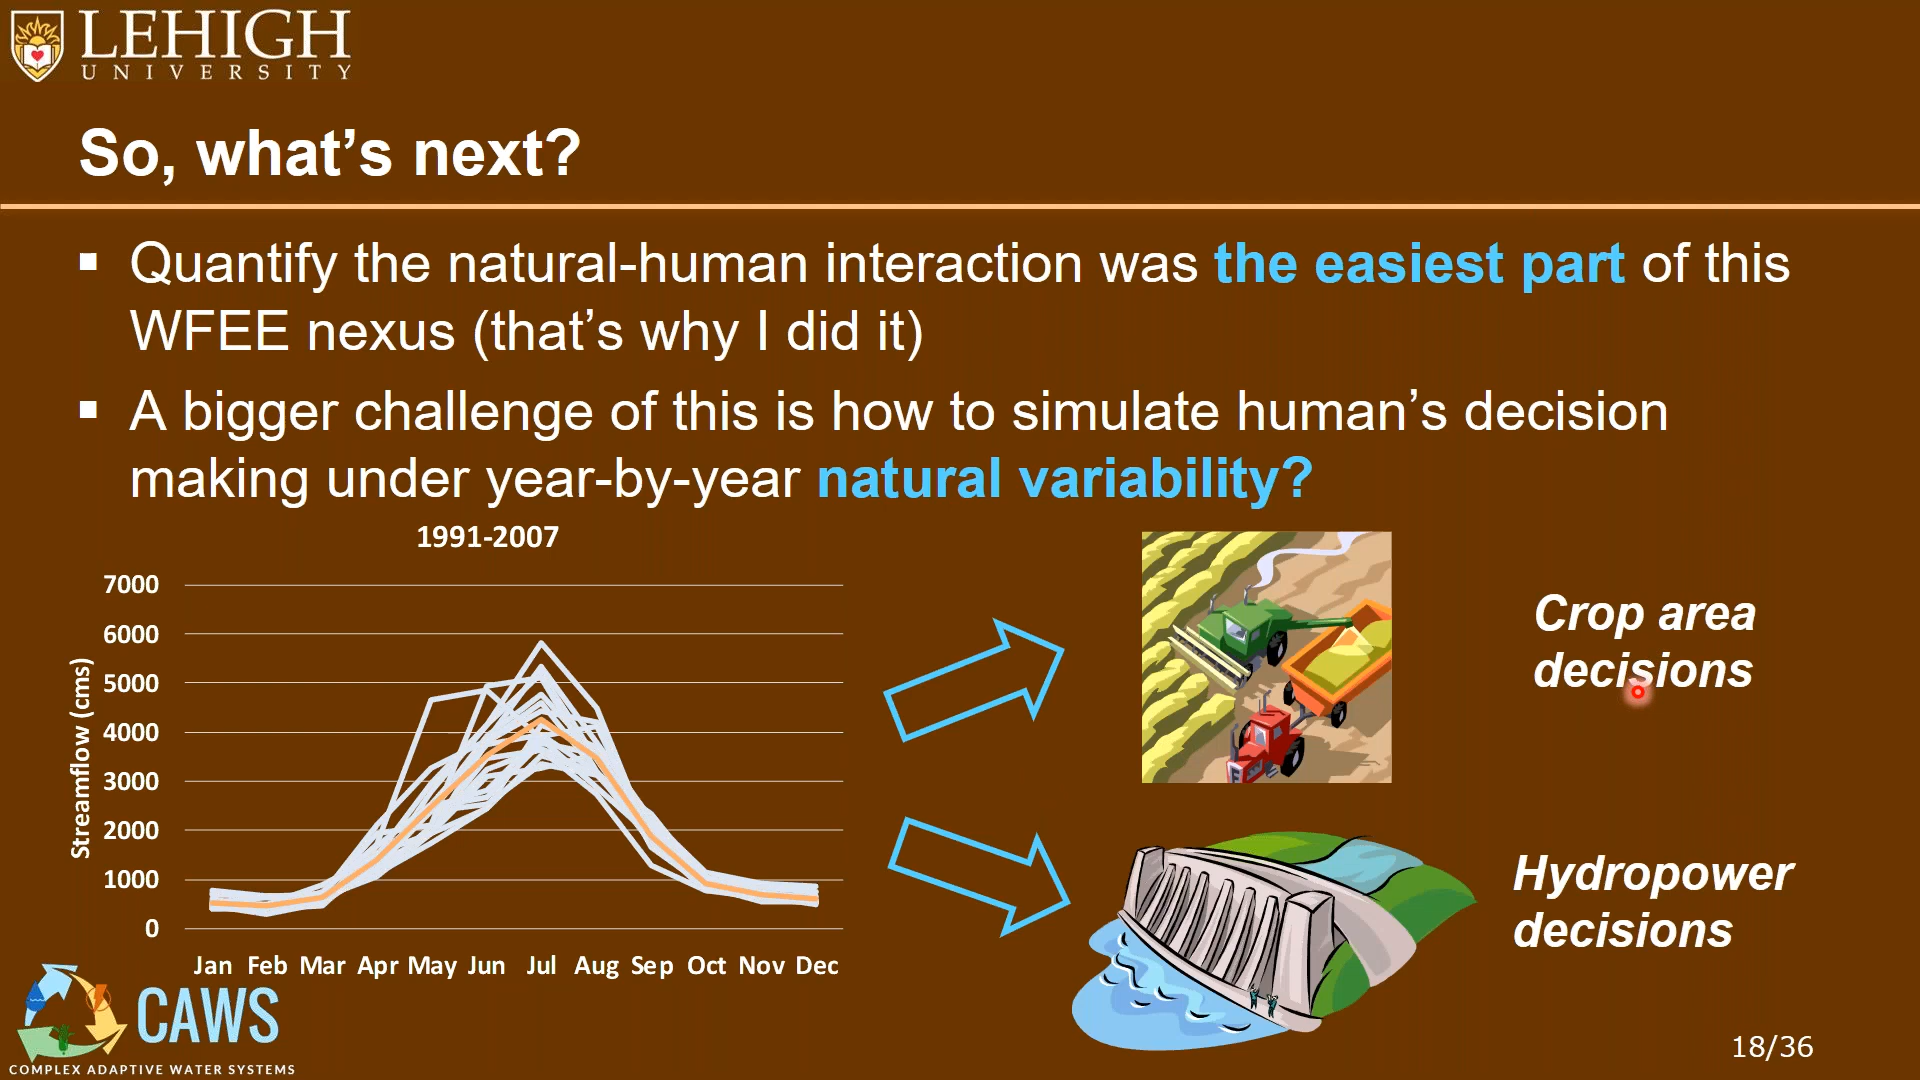 LEHIGH
UNIVERSITY
So, what’s next?
Quantify the natural-human interaction was the easiest part of this
WFEE nexus (that’s why I did it)
A bigger challenge of this is how to simulate human’s decision
making under year-by-year natural variability?
1991-2007
7000
6000
5000
4000
3000
2000
1000
0
Streamflow (cms)
Jan Feb Mar Apr May Jun Jul Aug Sep Oct Nov Dec
Crop area
decisions
Hydropower
decisions
CAWS
COMPLEX ADAPTIVE WATER SYSTEMS
18/36